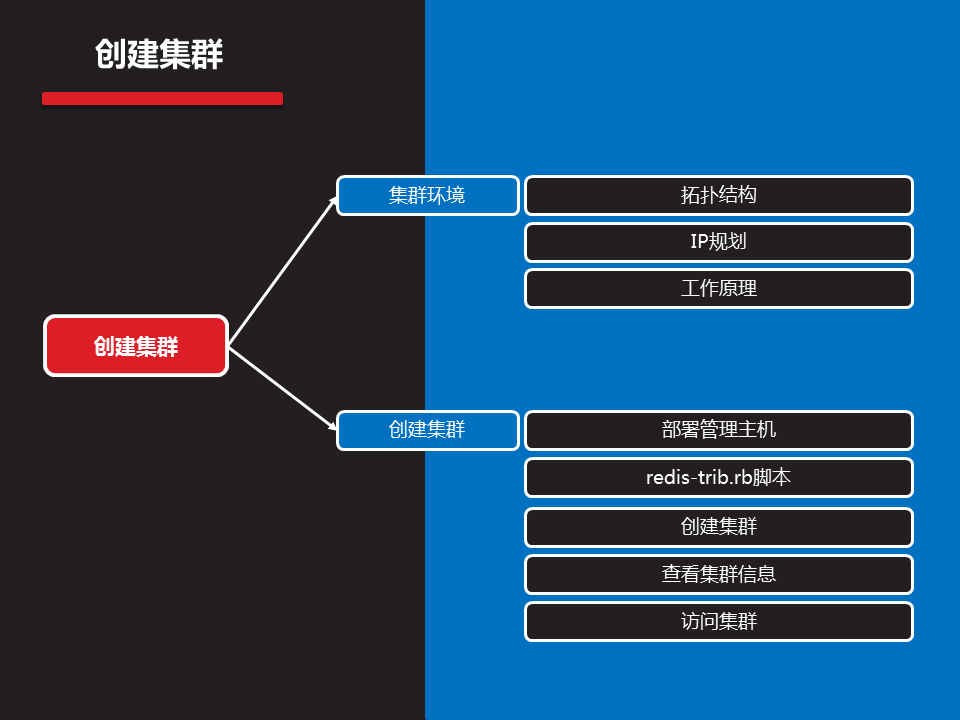 创建集群
创建集群
集群环境
拓扑结构
IP规划
工作原理
创建集群
部署管理主机
redis-trib.rb脚本
创建集群
查看集群信息
访问集群